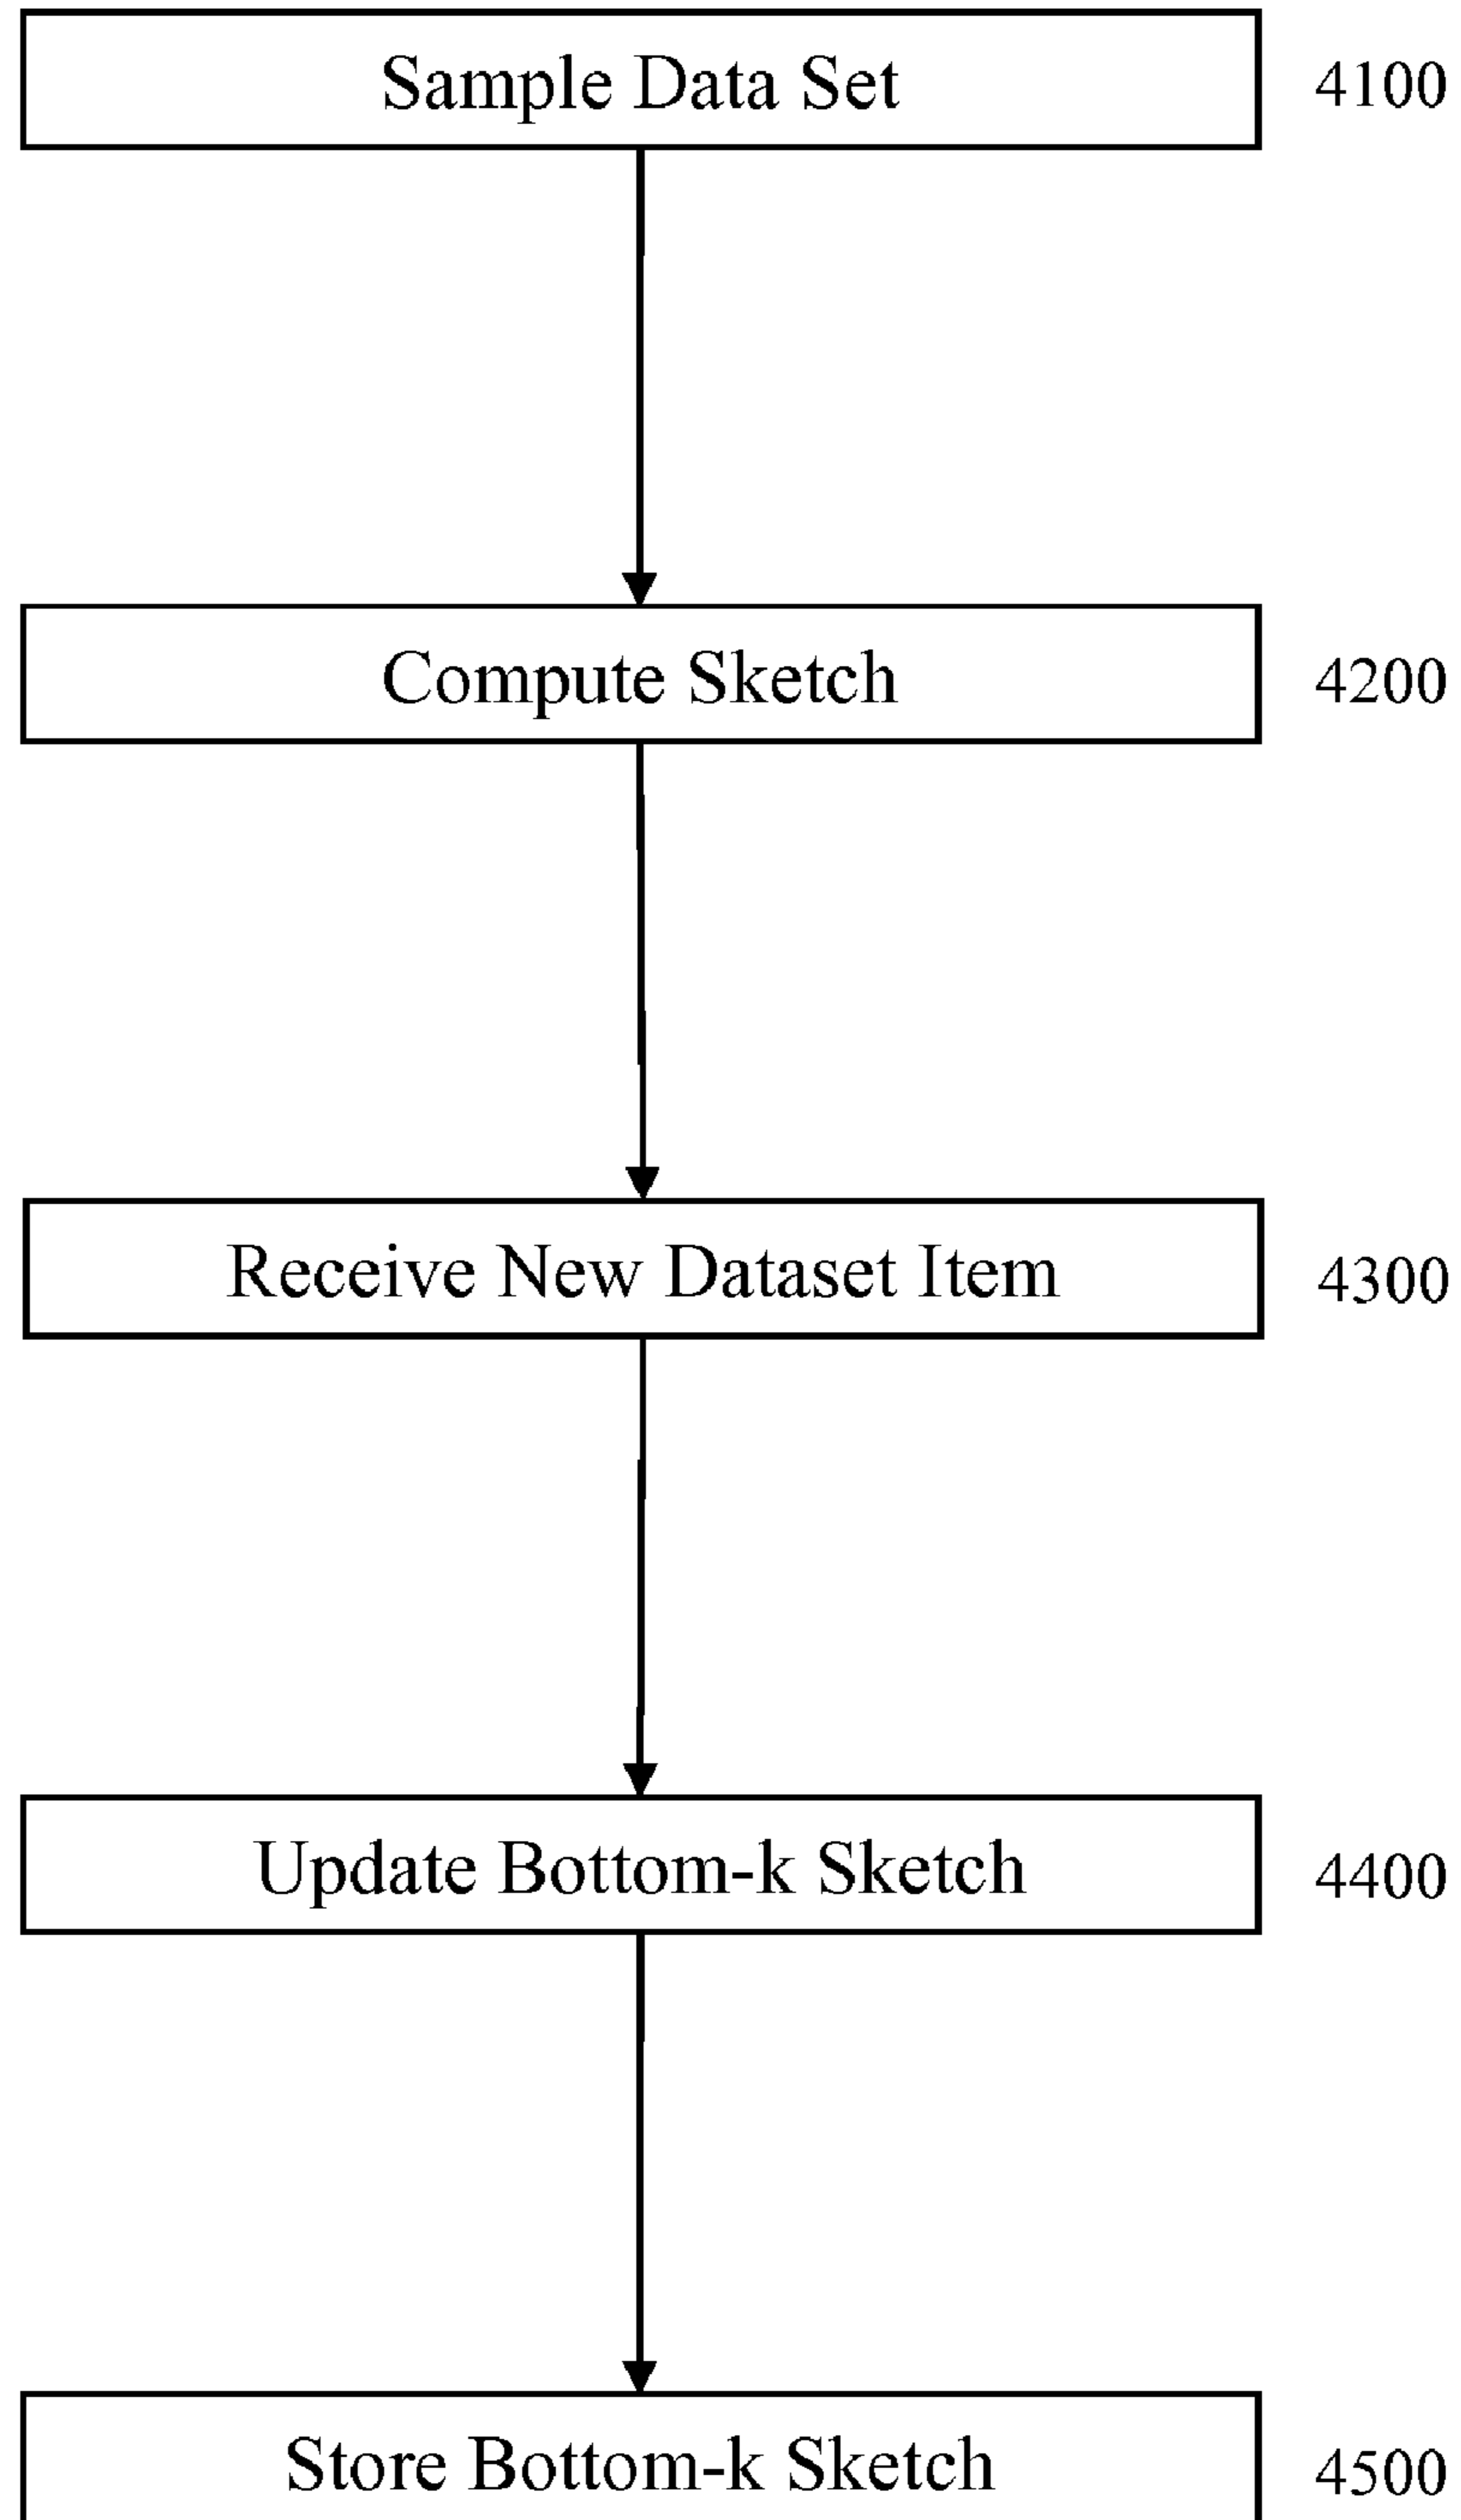 Sample Data Set 4100
Compute Sketch 4200
Receive New Dataset Item 4300
Update Bottom-k Sketch 4400
Store Bottom-k Sketch 4500